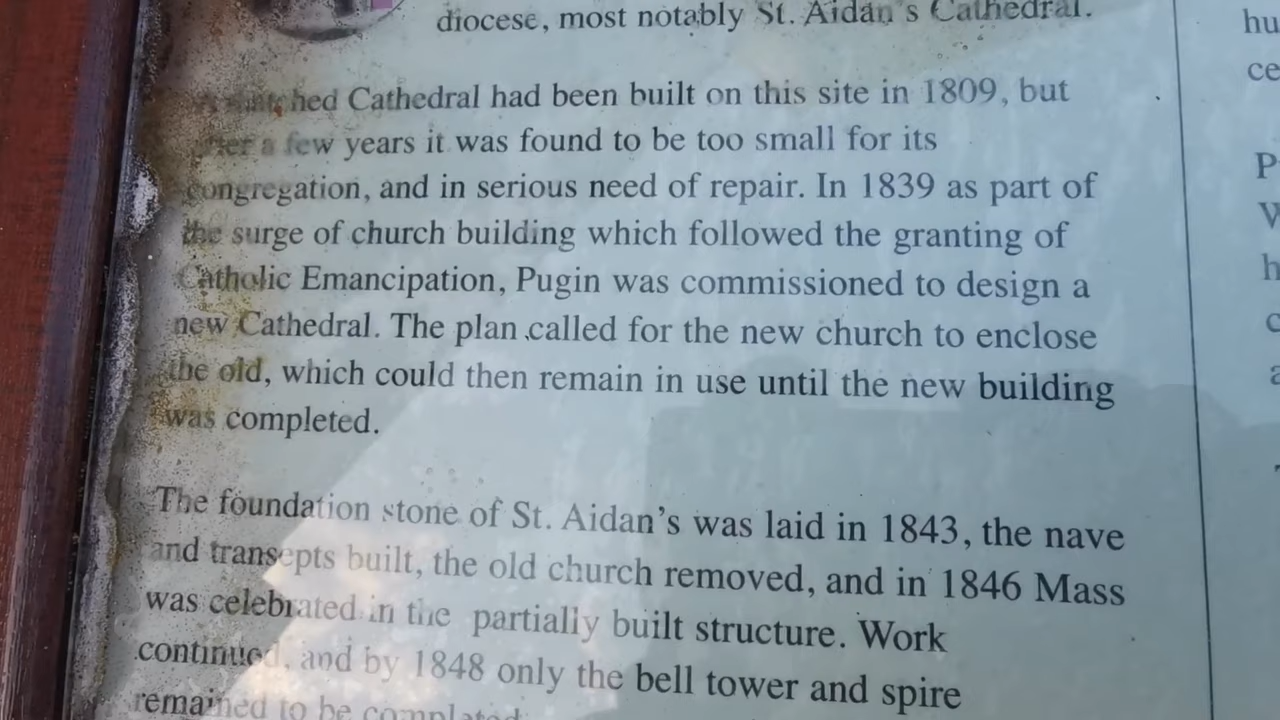 diocese, most notably St. Aidan's Cathedral.
hed Cathedral had been built on this site in 1809, but
a few years it was found to be too small for its
congregation, and in serious need of repair. In 1839 as part of
the surge of church building which followed the granting of
Catholic Emancipation, Pugin was commissioned to design a
new Cathedral. The plan called for the new church to enclose
the old, which could then remain in use until the new building
was completed.
The foundation stone of St. Aidan's was laid in 1843, the nave
and transepts built, the old church removed, and in 1846 Mass
was celebrated in the partially built structure. Work
continued, and by 1848 only the bell tower and spire
remained to be completed
hu
ce
P
W
h
c
a